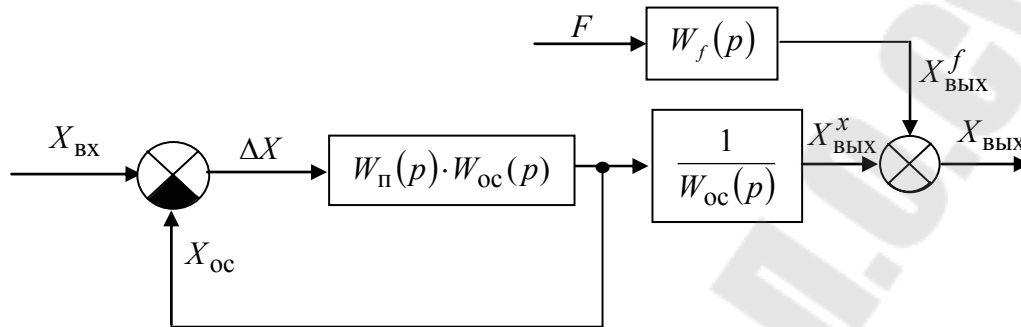 F
W_f(p)
X^f_вых
X_вх
ΔX
W_п(p)·W_ос(p)
1
W_ос(p)
X^x_вых
X_вых
X_ос